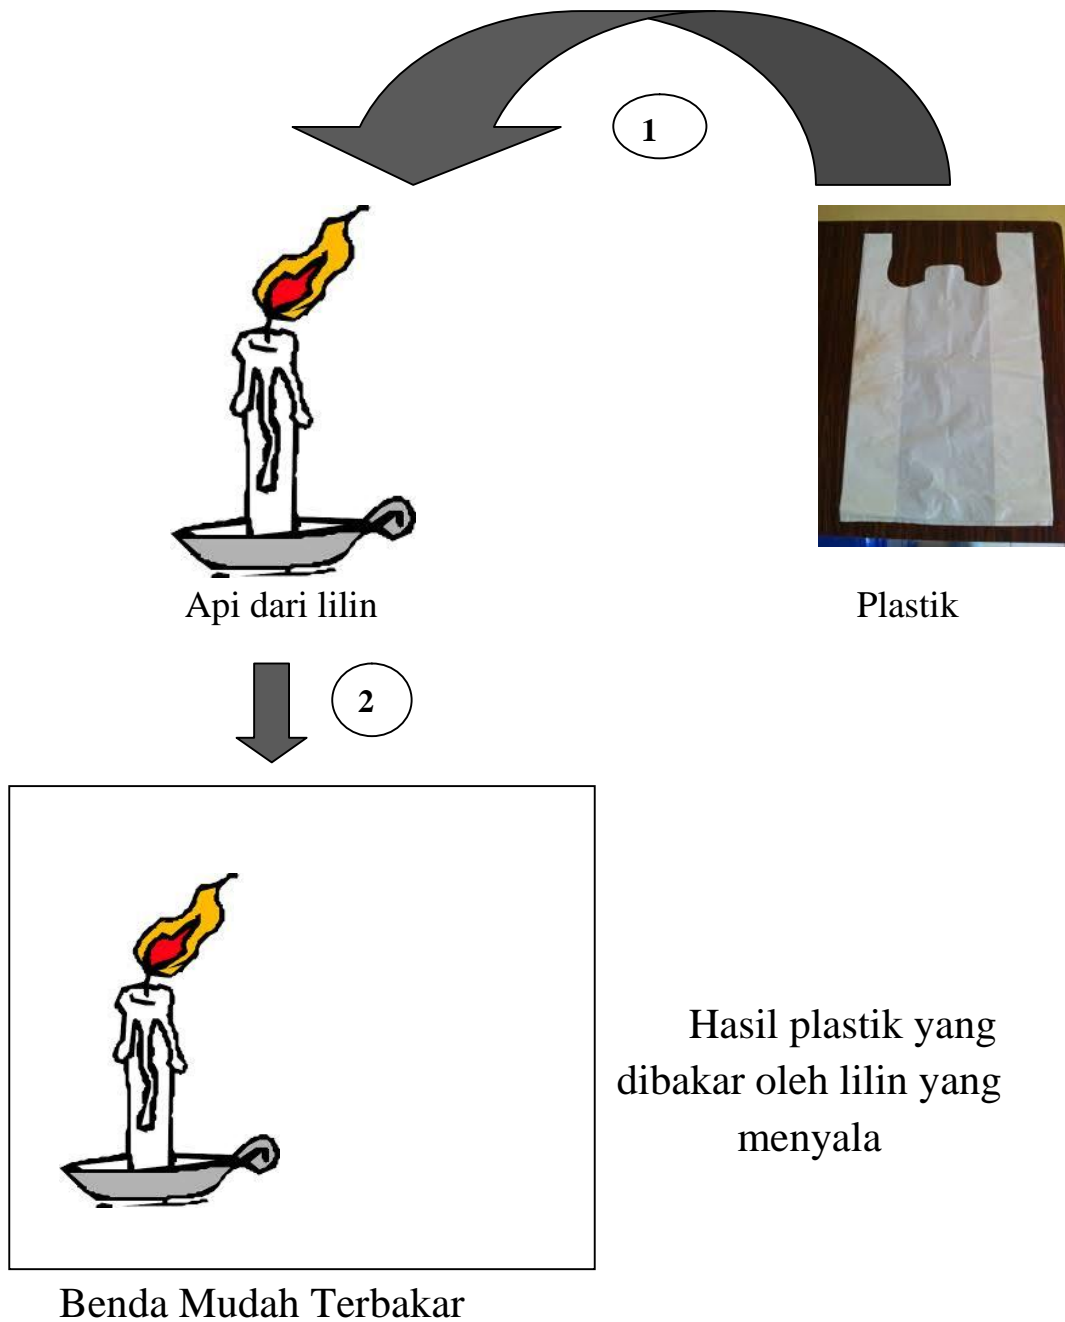 1
Api dari lilin
Plastik
2
Hasil plastik yang
dibakar oleh lilin yang
menyala
Benda Mudah Terbakar